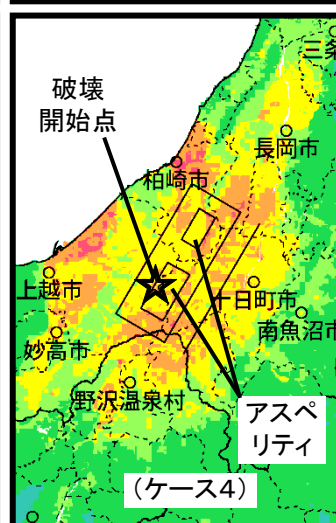 三条
破壊
開始点
長岡市
柏崎市
上越市
十日町市
南魚沼市
妙高市
野沢温泉村
アスペ
リティ
（ケース４）